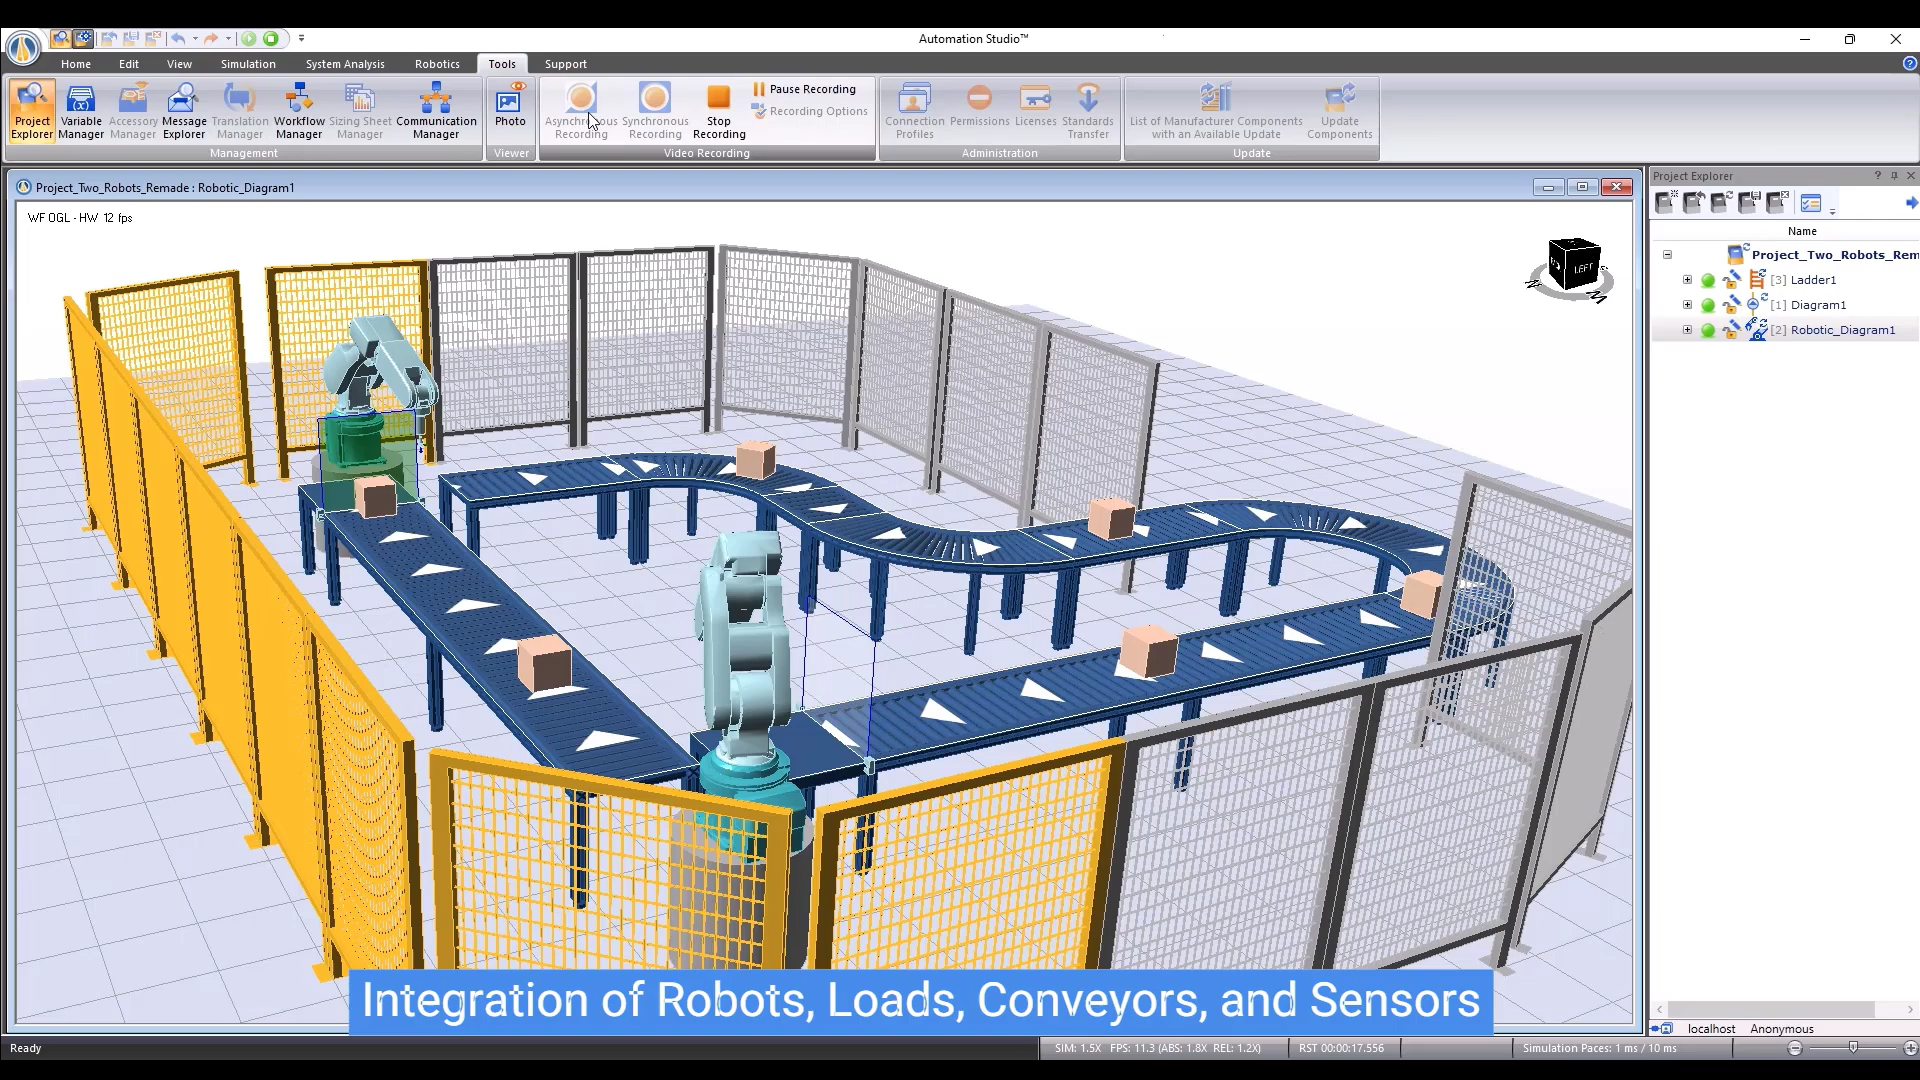 Automation Studio™
Home Edit View Simulation System Analysis Robotics Tools Support
Project Explorer
Variable Manager
Accessory Manager
Message Explorer
Translation Manager
Workflow Manager
Sizing Sheet Manager
Communication Manager
Management
Photo
Viewer
Asynchronous Recording
Synchronous Recording
Stop Recording
Pause Recording
Recording Options
Video Recording
Connection Profiles
Permissions
Licenses
Standards Transfer
Administration
List of Manufacturer Components with an Available Update
Update Components
Update
Project_Two_Robots_Remade : Robotic_Diagram1
WF OGL - HW 12 fps
LEFT
Project Explorer
Name
Project_Two_Robots_Rem
[3] Ladder1
[1] Diagram1
[2] Robotic_Diagram1
Integration of Robots, Loads, Conveyors, and Sensors
localhost Anonymous
Ready
SIM: 1.5X FPS: 11.3 (ABS: 1.8X REL: 1.2X)
RST 00:00:17.556
Simulation Paces: 1 ms / 10 ms